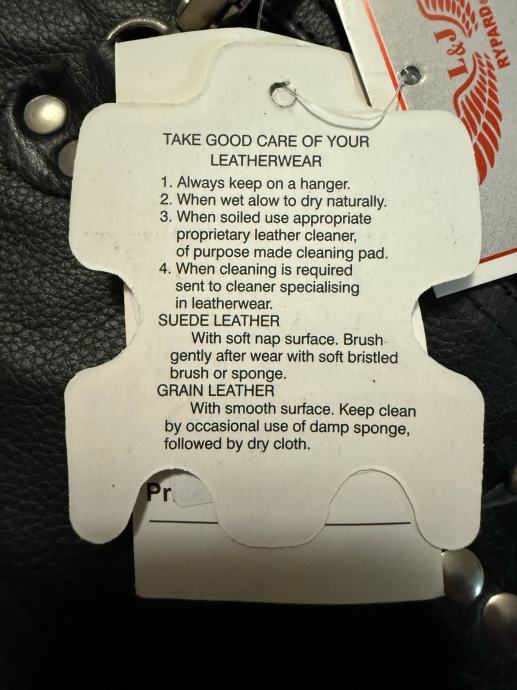 L&J
RYPARD
TAKE GOOD CARE OF YOUR
LEATHERWEAR
1. Always keep on a hanger.
2. When wet alow to dry naturally.
3. When soiled use appropriate
proprietary leather cleaner,
of purpose made cleaning pad.
4. When cleaning is required
sent to cleaner specialising
in leatherwear.
SUEDE LEATHER
With soft nap surface. Brush
gently after wear with soft bristled
brush or sponge.
GRAIN LEATHER
With smooth surface. Keep clean
by occasional use of damp sponge,
followed by dry cloth.
Pr